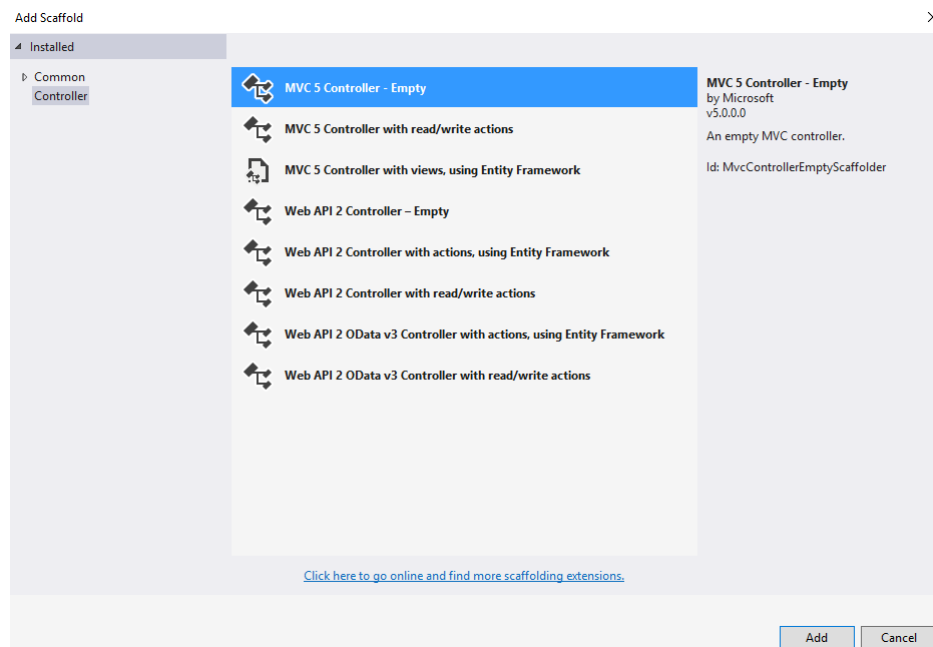 Add Scaffold
Installed
Common
Controller
MVC 5 Controller - Empty
MVC 5 Controller with read/write actions
MVC 5 Controller with views, using Entity Framework
Web API 2 Controller – Empty
Web API 2 Controller with actions, using Entity Framework
Web API 2 Controller with read/write actions
Web API 2 OData v3 Controller with actions, using Entity Framework
Web API 2 OData v3 Controller with read/write actions
MVC 5 Controller - Empty
by Microsoft
v5.0.0.0
An empty MVC controller.
Id: MvcControllerEmptyScaffolder
Click here to go online and find more scaffolding extensions.
Add
Cancel